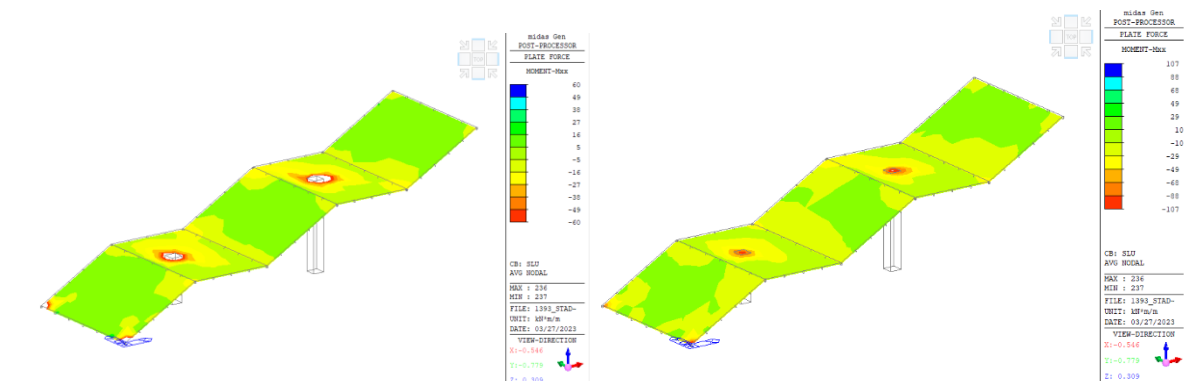 midas Gen
POST-PROCESSOR
PLATE FORCE
MOMENT-Mxx
60
49
38
27
16
5
-5
-16
-27
-38
-49
-60
CB: SLU
AVG NODAL
MAX : 236
MIN : 237
FILE: 1393_STAD~
UNIT: kN*m/m
DATE: 03/27/2023
VIEW-DIRECTION
X:-0.546
Y:-0.779
Z: 0.309
TOP
midas Gen
POST-PROCESSOR
PLATE FORCE
MOMENT-Mxx
107
88
68
49
29
10
-10
-29
-49
-68
-88
-107
CB: SLU
AVG NODAL
MAX : 236
MIN : 237
FILE: 1393_STAD~
UNIT: kN*m/m
DATE: 03/27/2023
VIEW-DIRECTION
X:-0.546
Y:-0.779
Z: 0.309
TOP